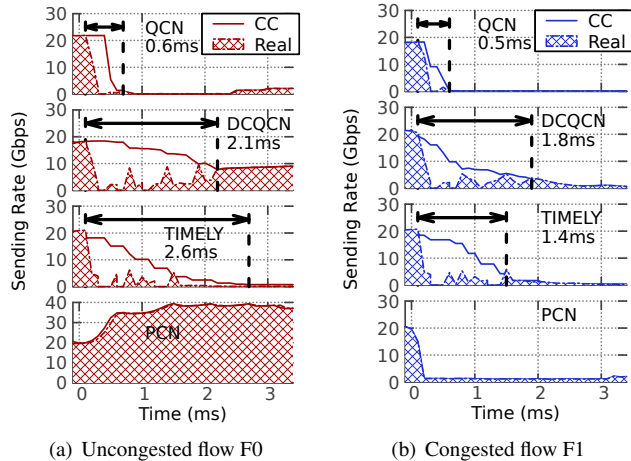 Sending Rate (Gbps)
30
20
10
0
QCN
0.6ms
CC
Real
30
20
10
0
DCQCN
2.1ms
30
20
10
0
TIMELY
2.6ms
40
30
20
10
0
PCN
0 1 2 3
Time (ms)
(a) Uncongested flow F0
Sending Rate (Gbps)
30
20
10
0
QCN
0.5ms
CC
Real
30
20
10
0
DCQCN
1.8ms
30
20
10
0
TIMELY
1.4ms
30
20
10
0
PCN
0 1 2 3
Time (ms)
(b) Congested flow F1